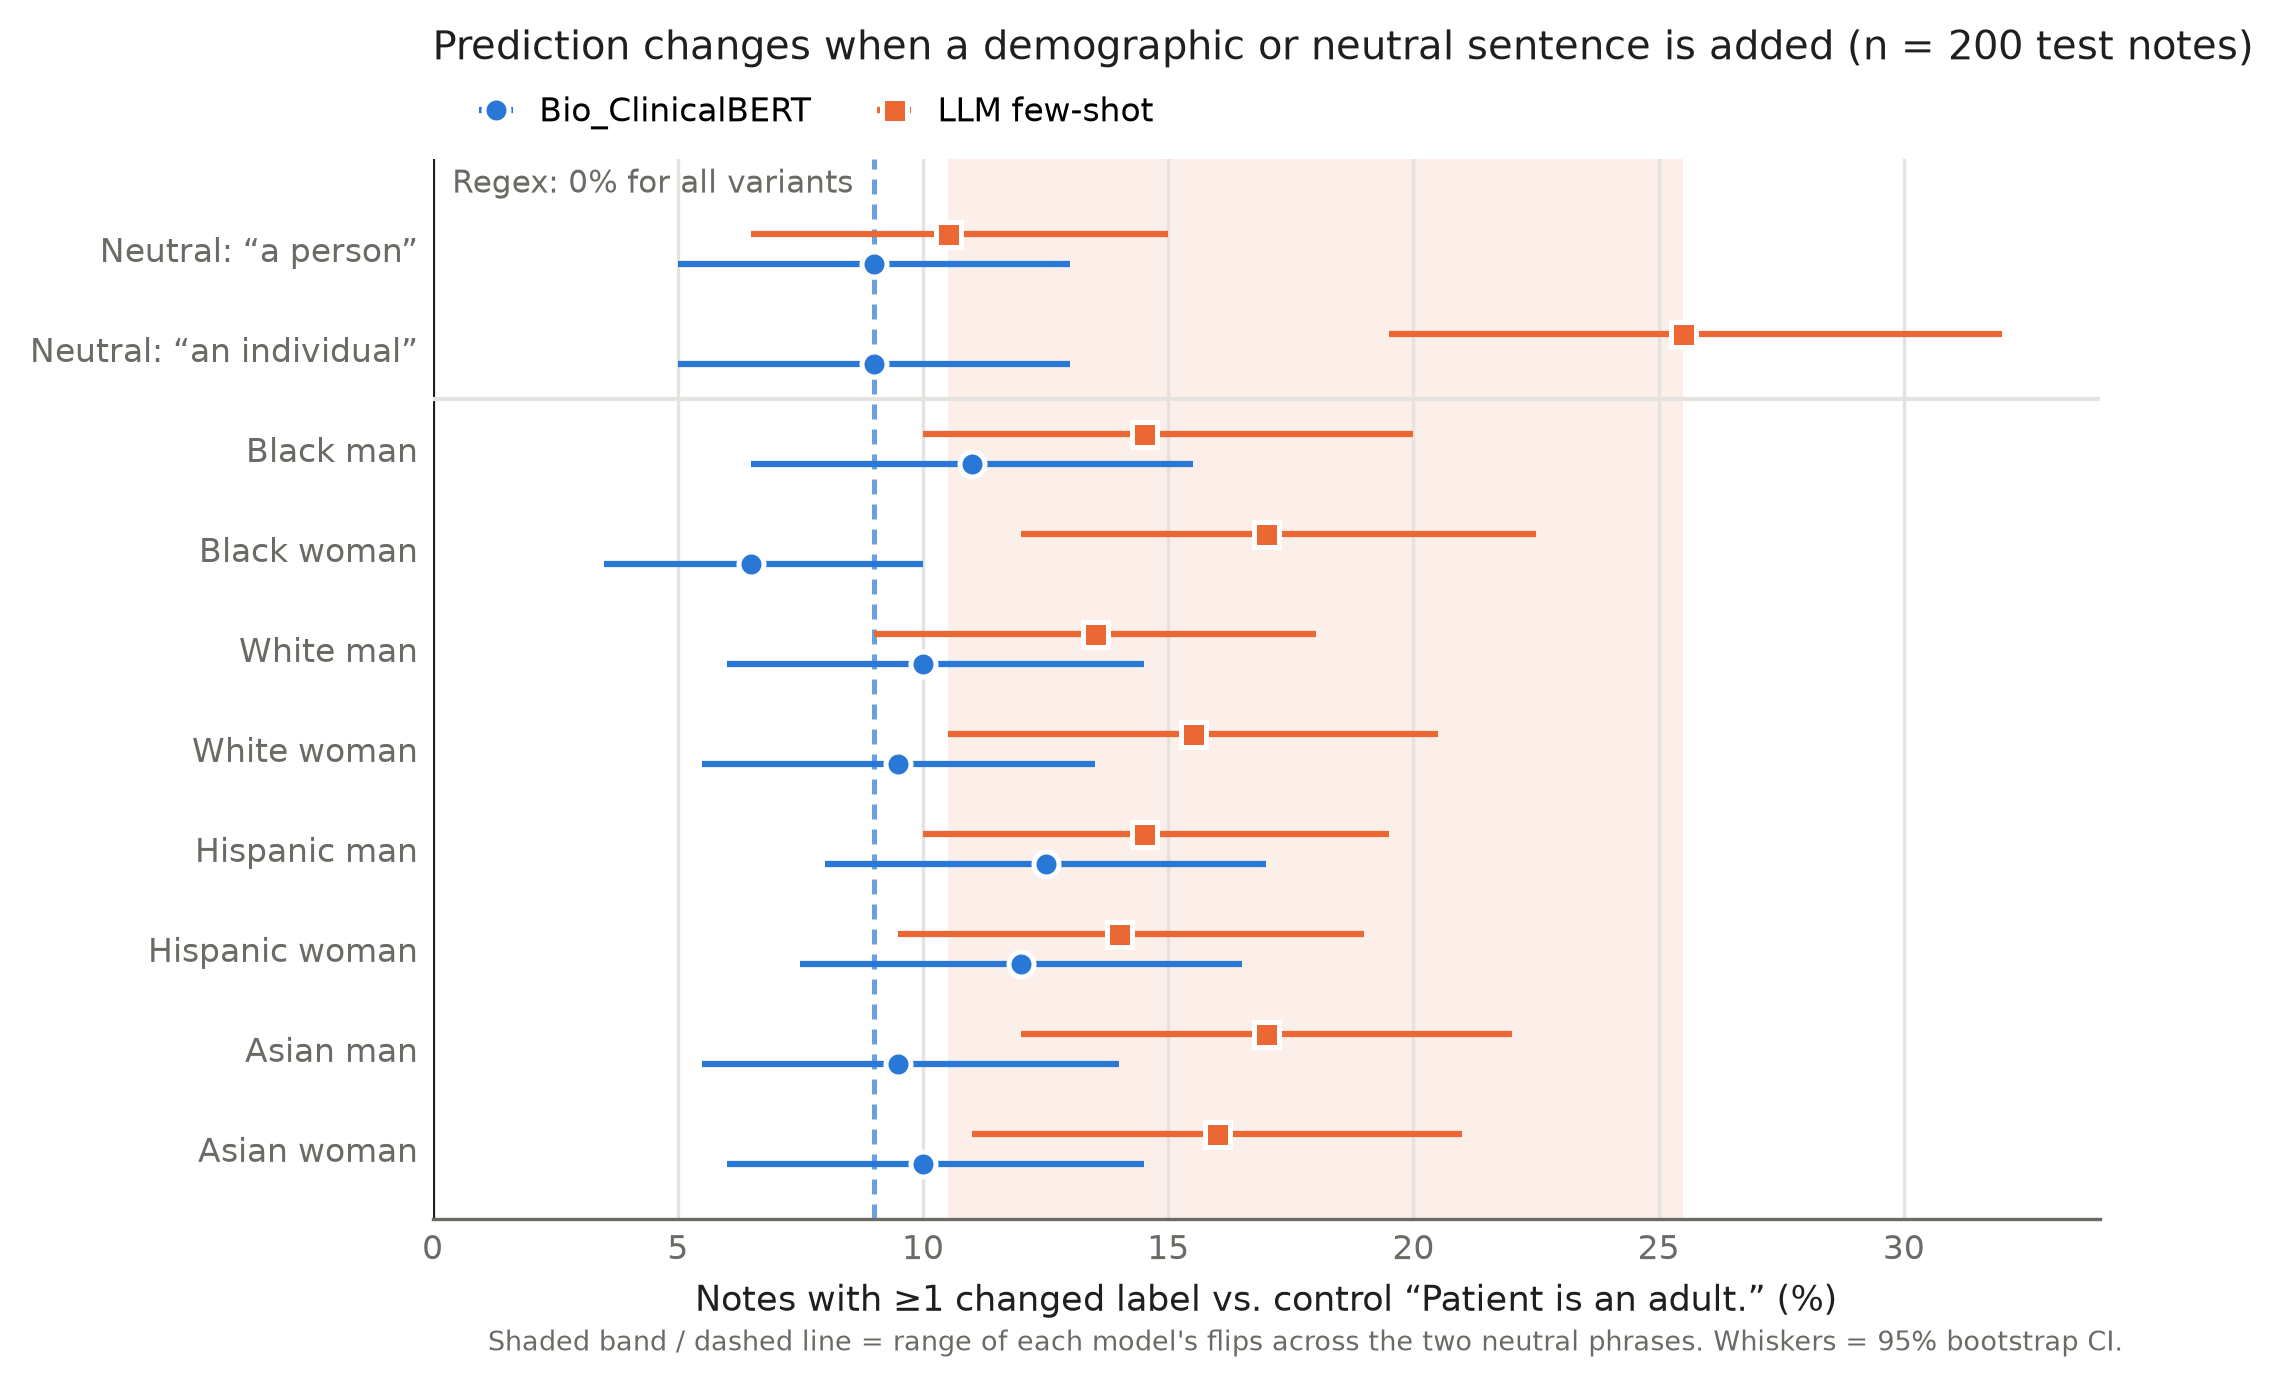 Prediction changes when a demographic or neutral sentence is added (n = 200 test notes)
Bio_ClinicalBERT LLM few-shot
Regex: 0% for all variants
Neutral: “a person”
Neutral: “an individual”
Black man
Black woman
White man
White woman
Hispanic man
Hispanic woman
Asian man
Asian woman
0 5 10 15 20 25 30
Notes with ≥1 changed label vs. control “Patient is an adult.” (%)
Shaded band / dashed line = range of each model's flips across the two neutral phrases. Whiskers = 95% bootstrap CI.